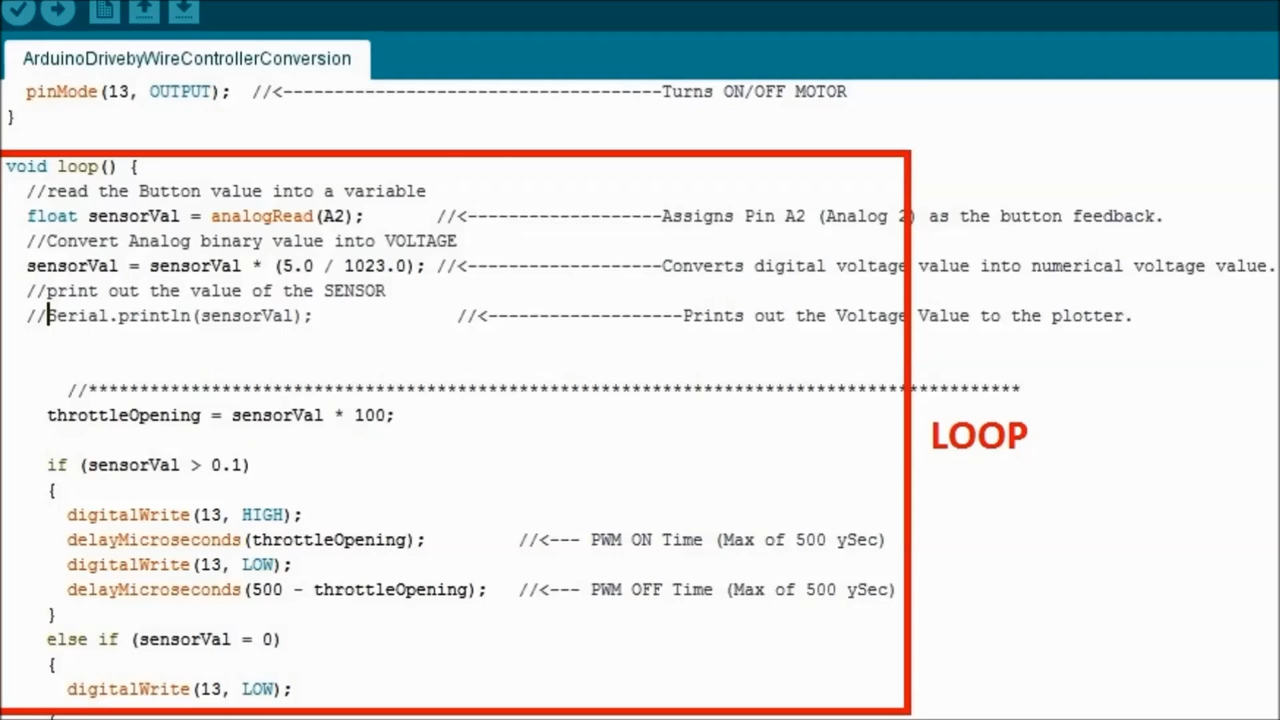 ArduinoDrivebyWireControllerConversion
pinMode(13, OUTPUT);  //<-------------------------------------Turns ON/OFF MOTOR
}
void loop() {
//read the Button value into a variable
float sensorVal = analogRead(A2);       //<-------------------Assigns Pin A2 (Analog 2) as the button feedback.
//Convert Analog binary value into VOLTAGE
sensorVal = sensorVal * (5.0 / 1023.0); //<-------------------Converts digital voltage value into numerical voltage value.
//print out the value of the SENSOR
//Serial.println(sensorVal);              //<-------------------Prints out the Voltage Value to the plotter.
//*******************************************************************************************
throttleOpening = sensorVal * 100;
LOOP
if (sensorVal > 0.1)
{
digitalWrite(13, HIGH);
delayMicroseconds(throttleOpening);         //<--- PWM ON Time (Max of 500 ySec)
digitalWrite(13, LOW);
delayMicroseconds(500 - throttleOpening);   //<--- PWM OFF Time (Max of 500 ySec)
}
else if (sensorVal = 0)
{
digitalWrite(13, LOW);